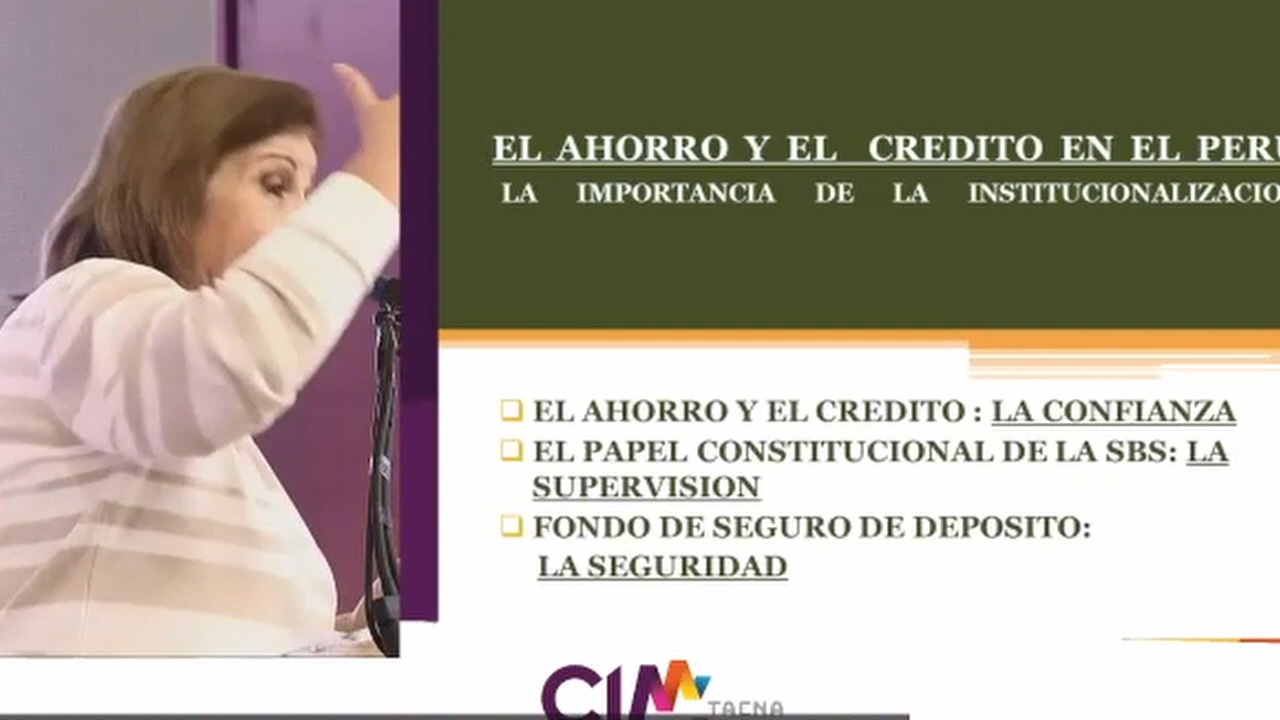 EL AHORRO Y EL CREDITO EN EL PERU
LA IMPORTANCIA DE LA
❑ EL AHORRO Y EL CREDITO : LA CONFIANZA
❑ EL PAPEL CONSTITUCIONAL DE LA SBS: LA
SUPERVISION
❑ FONDO DE SEGURO DE DEPOSITO:
LA SEGURIDAD
CIM
TACNA